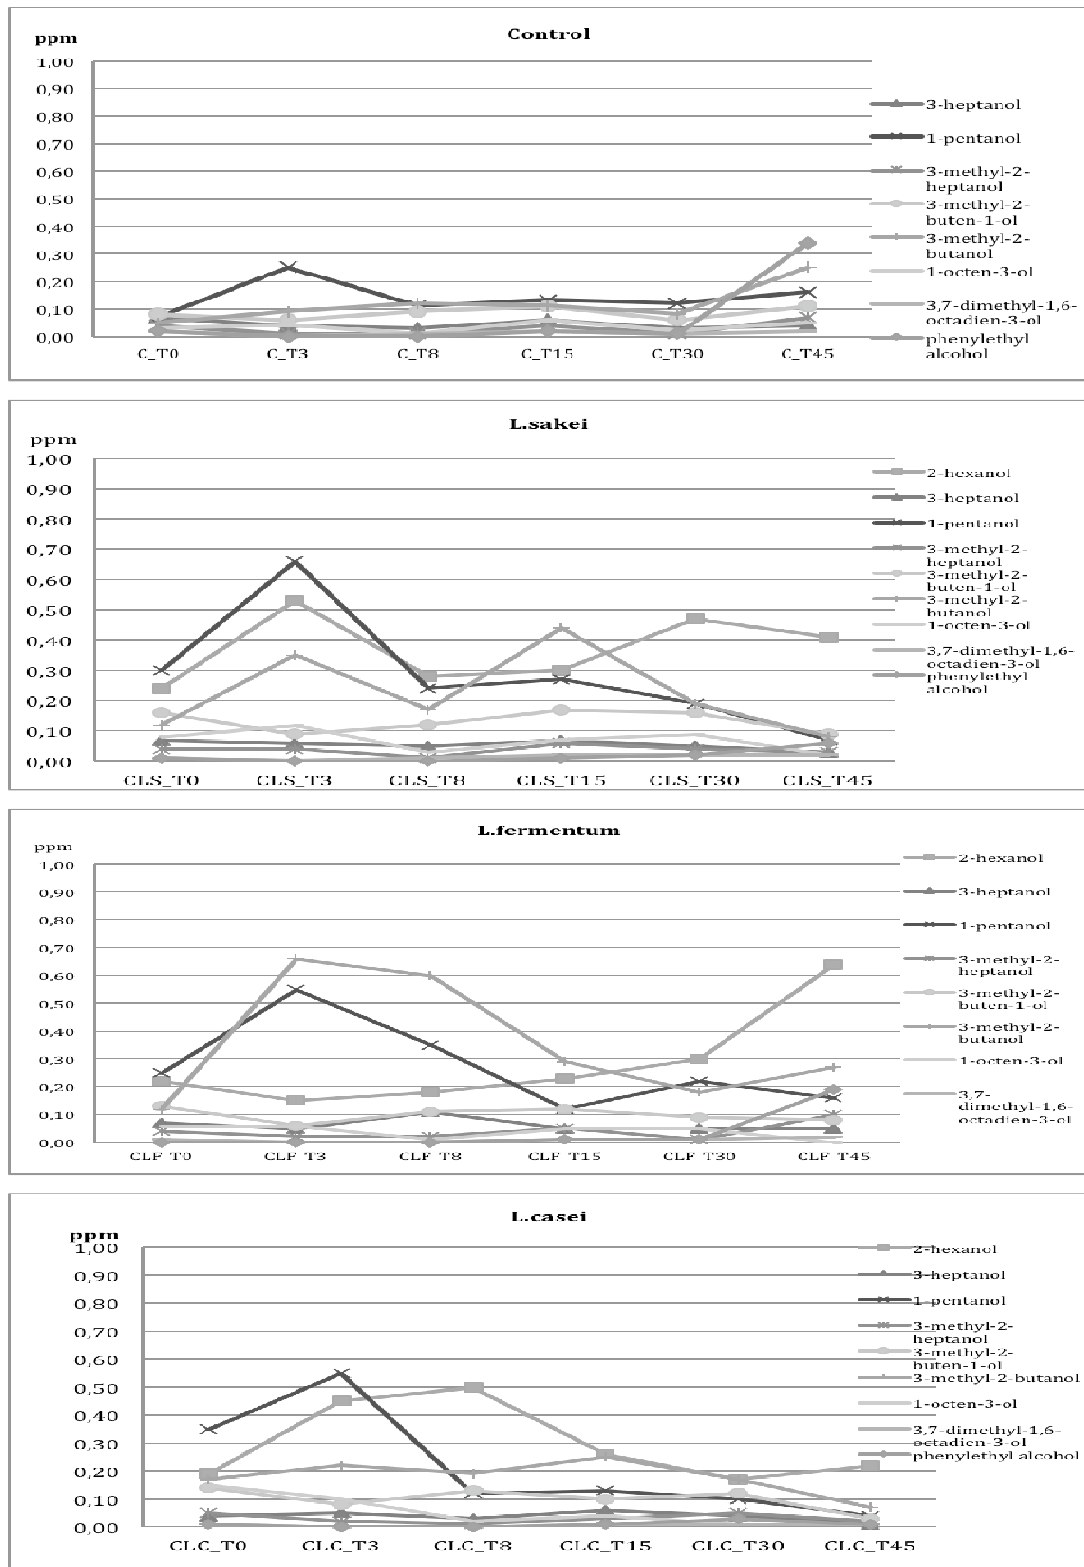 Control
ppm
1,00
0,90
0,80
0,70
0,60
0,50
0,40
0,30
0,20
0,10
0,00
C_T0
C_T3
C_T8
C_T15
C_T30
C_T45
3-heptanol
1-pentanol
3-methyl-2-
heptanol
3-methyl-2-
buten-1-ol
3-methyl-2-
butanol
1-octen-3-ol
3,7-dimethyl-1,6-
octadien-3-ol
phenylethyl
alcohol
L.sakei
ppm
1,00
0,90
0,80
0,70
0,60
0,50
0,40
0,30
0,20
0,10
0,00
CLS_T0
CLS_T3
CLS_T8
CLS_T15
CLS_T30
CLS_T45
2-hexanol
3-heptanol
1-pentanol
3-methyl-2-
heptanol
3-methyl-2-
buten-1-ol
3-methyl-2-
butanol
1-octen-3-ol
3,7-dimethyl-1,6-
octadien-3-ol
phenylethyl
alcohol
L.fermentum
ppm
1,00
0,90
0,80
0,70
0,60
0,50
0,40
0,30
0,20
0,10
0,00
CLF_T0
CLF_T3
CLF_T8
CLF_T15
CLF_T30
CLF_T45
2-hexanol
3-heptanol
1-pentanol
3-methyl-2-
heptanol
3-methyl-2-
buten-1-ol
3-methyl-2-
butanol
1-octen-3-ol
3,7-
dimethyl-1,6-
octadien-3-ol
L.casei
ppm
1,00
0,90
0,80
0,70
0,60
0,50
0,40
0,30
0,20
0,10
0,00
CLC_T0
CLC_T3
CLC_T8
CLC_T15
CLC_T30
CLC_T45
2-hexanol
3-heptanol
1-pentanol
3-methyl-2-
heptanol
3-methyl-2-
buten-1-ol
3-methyl-2-butanol
1-octen-3-ol
3,7-dimethyl-1,6-
octadien-3-ol
phenylethyl alcohol